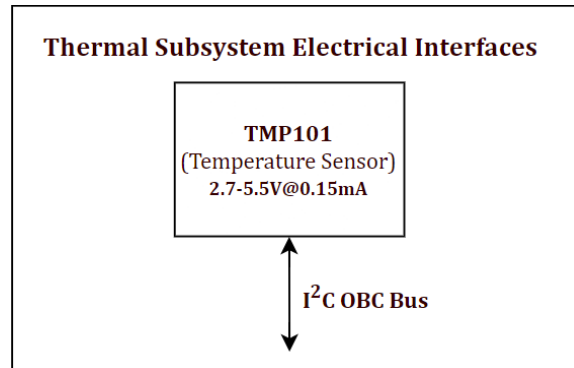 Thermal Subsystem Electrical Interfaces
TMP101
(Temperature Sensor)
2.7-5.5V@0.15mA
I²C OBC Bus